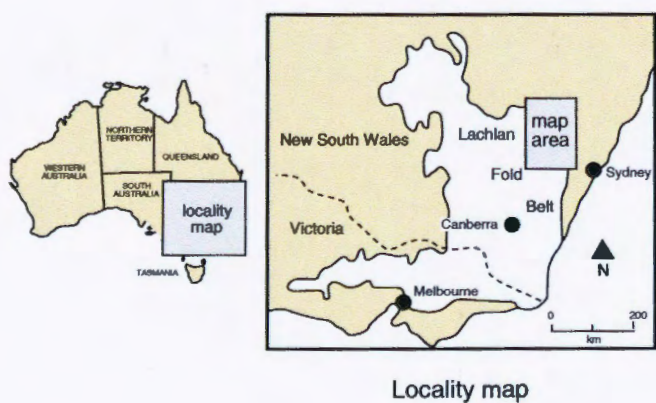 NORTHERN
TERRITORY
WESTERN
AUSTRALIA
QUEENSLAND
SOUTH
AUSTRALIA
locality
map
TASMANIA
New South Wales
Lachlan
map
area
Fold
Sydney
Belt
Victoria
Canberra
N
Melbourne
0 200
km
Locality map